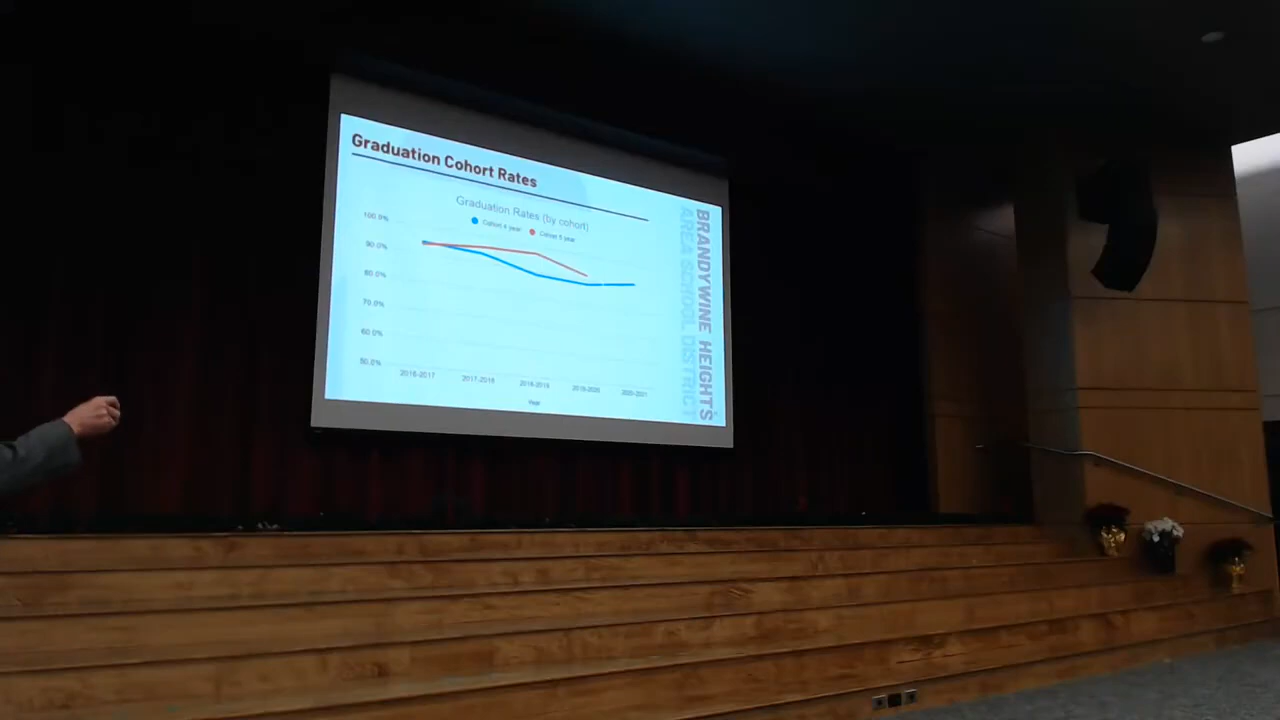 Graduation Cohort Rates
Graduation Rates (by cohort)
Cohort 4 year
Cohort 5 year
100.0%
90.0%
80.0%
70.0%
60.0%
50.0%
2016-2017
2017-2018
2018-2019
2019-2020
2020-2021
Year
BRANDYWINE HEIGHTS
AREA SCHOOL DISTRICT